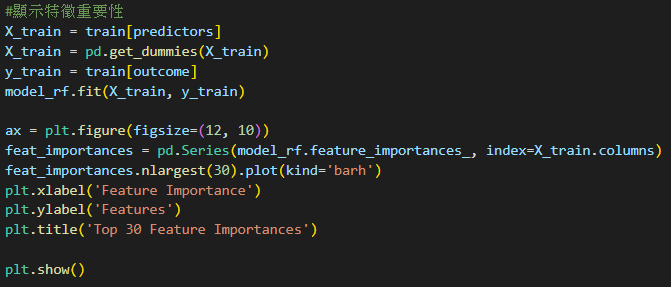 #顯示特徵重要性
X_train = train[predictors]
X_train = pd.get_dummies(X_train)
y_train = train[outcome]
model_rf.fit(X_train, y_train)
ax = plt.figure(figsize=(12, 10))
feat_importances = pd.Series(model_rf.feature_importances_, index=X_train.columns)
feat_importances.nlargest(30).plot(kind='barh')
plt.xlabel('Feature Importance')
plt.ylabel('Features')
plt.title('Top 30 Feature Importances')
plt.show()